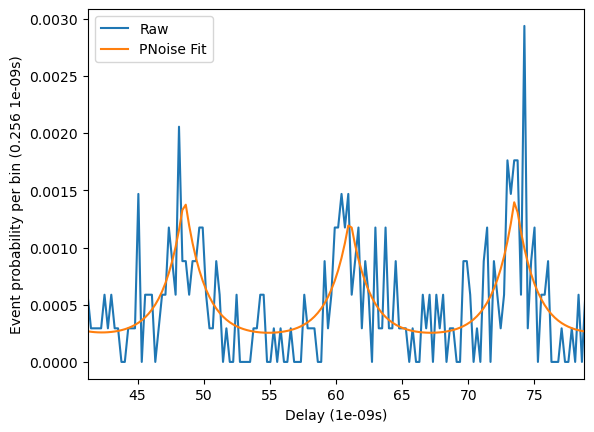 Raw
PNoise Fit
Event probability per bin (0.256 1e-09s)
0.0030
0.0025
0.0020
0.0015
0.0010
0.0005
0.0000
45 50 55 60 65 70 75
Delay (1e-09s)